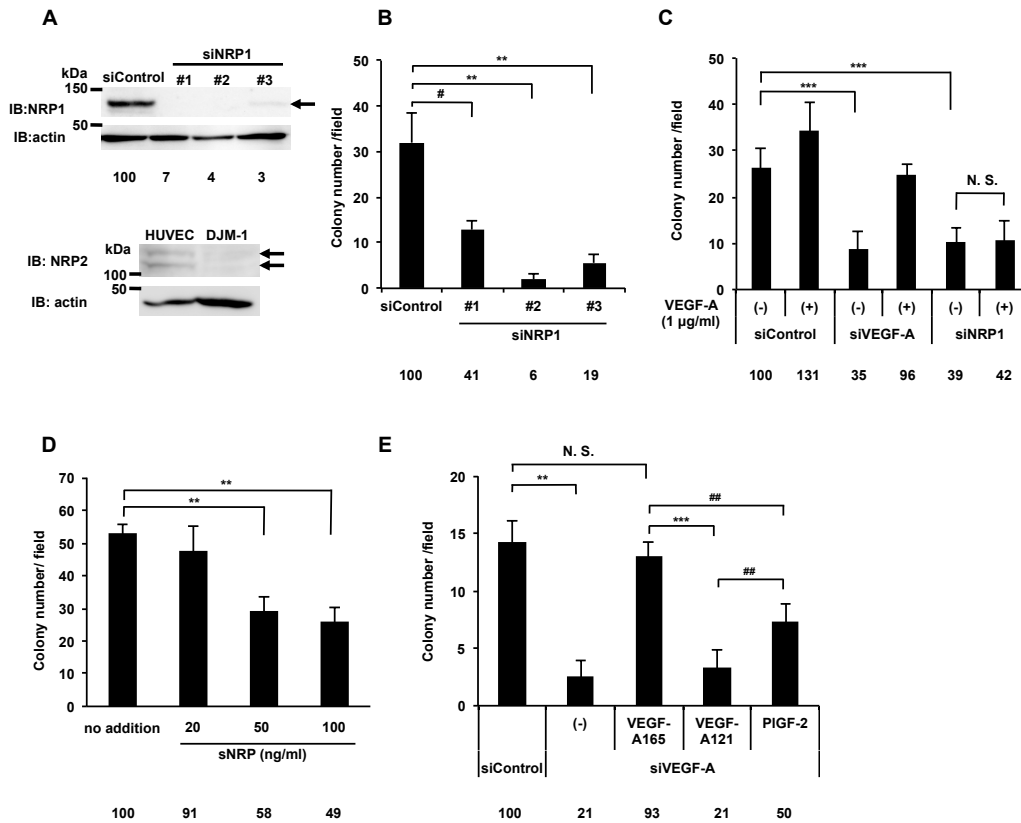 A
siNRP1
siControl #1 #2 #3
kDa
150
IB:NRP1
50
IB:actin
100 7 4 3
HUVEC DJM-1
kDa
IB: NRP2
100
50
IB: actin
B
Colony number /field
50
40
30
20
10
0
**
**
#
siControl #1 #2 #3
siNRP1
100 41 6 19
C
Colony number /field
50
40
30
20
10
0
***
***
N. S.
VEGF-A (-) (+) (-) (+) (-) (+)
(1 µg/ml)
siControl siVEGF-A siNRP1
100 131 35 96 39 42
D
Colony number/ field
70
60
50
40
30
20
10
0
**
**
no addition 20 50 100
sNRP (ng/ml)
100 91 58 49
E
Colony number /field
20
15
10
5
0
N. S.
**
##
***
##
(-) VEGF- VEGF- PlGF-2
A165 A121
siControl siVEGF-A
100 21 93 21 50